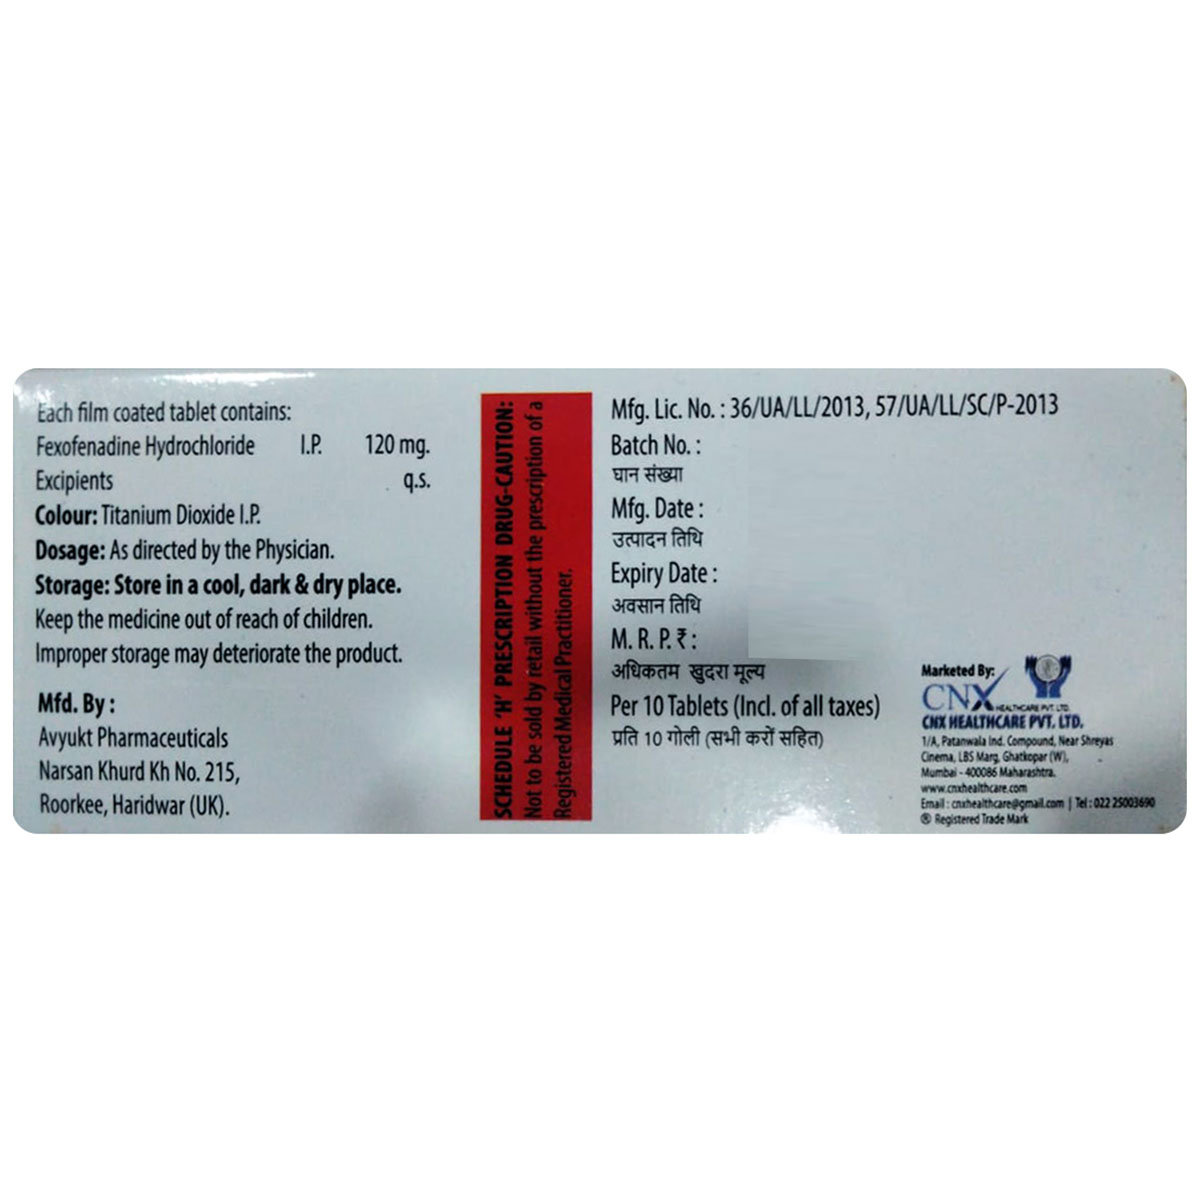 Each film coated tablet contains:
Fexofenadine Hydrochloride I.P. 120 mg.
Excipients q.s.
Colour: Titanium Dioxide I.P.
Dosage: As directed by the Physician.
Storage: Store in a cool, dark & dry place.
Keep the medicine out of reach of children.
Improper storage may deteriorate the product.
Mfd. By :
Avyukt Pharmaceuticals
Narsan Khurd Kh No. 215,
Roorkee, Haridwar (UK).
SCHEDULE 'H' PRESCRIPTION DRUG-CAUTION:
Not to be sold by retail without the prescription of a
Registered Medical Practitioner.
Mfg. Lic. No. : 36/UA/LL/2013, 57/UA/LL/SC/P-2013
Batch No. :
घान संख्या
Mfg. Date :
उत्पादन तिथि
Expiry Date :
अवसान तिथि
M. R. P. ₹ :
अधिकतम खुदरा मूल्य
Per 10 Tablets (Incl. of all taxes)
प्रति 10 गोली (सभी करों सहित)
Marketed By:
CNX
HEALTHCARE PVT. LTD.
CNX HEALTHCARE PVT. LTD.
1/A, Patanwala Ind. Compound, Near Shreyas
Cinema, LBS Marg, Ghatkopar (W),
Mumbai - 400086 Maharashtra.
www.cnxhealthcare.com
Email : cnxhealthcare@gmail.com | Tel : 022 25003690
® Registered Trade Mark